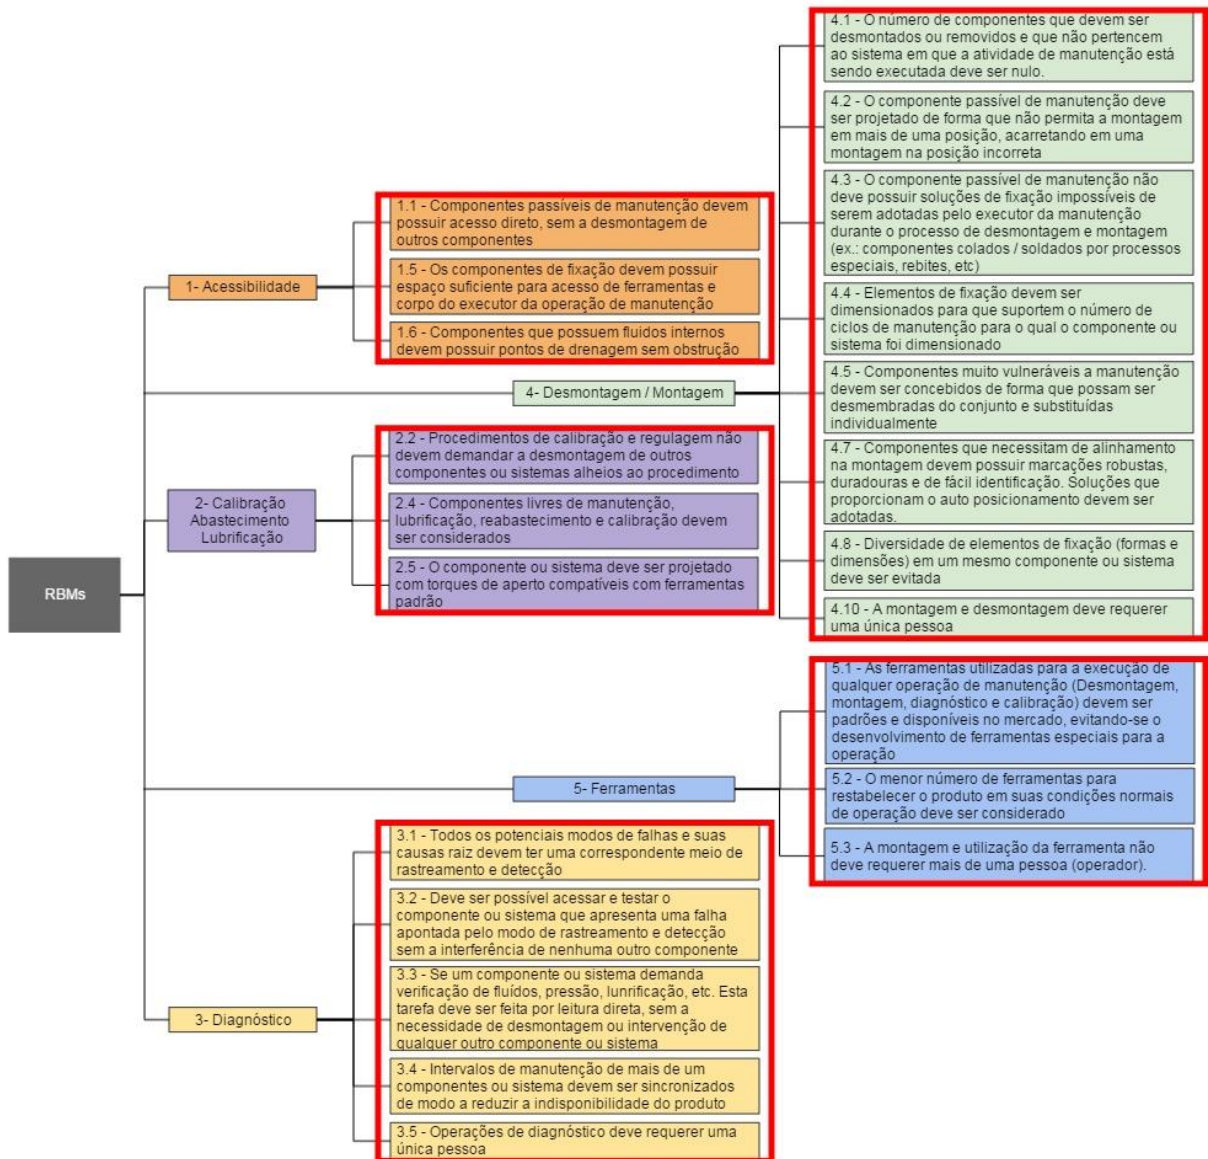 RBMs
1- Acessibilidade
1.1 - Componentes passíveis de manutenção devem
possuir acesso direto, sem a desmontagem de
outros componentes
1.5 - Os componentes de fixação devem possuir
espaço suficiente para acesso de ferramentas e
corpo do executor da operação de manutenção
1.6 - Componentes que possuem fluidos internos
devem possuir pontos de drenagem sem obstrução
2- Calibração
Abastecimento
Lubrificação
2.2 - Procedimentos de calibração e regulagem não
devem demandar a desmontagem de outros
componentes ou sistemas alheios ao procedimento
2.4 - Componentes livres de manutenção,
lubrificação, reabastecimento e calibração devem
ser considerados
2.5 - O componente ou sistema deve ser projetado
com torques de aperto compatíveis com ferramentas
padrão
3- Diagnóstico
3.1 - Todos os potenciais modos de falhas e suas
causas raiz devem ter uma correspondente meio de
rastreamento e detecção
3.2 - Deve ser possível acessar e testar o
componente ou sistema que apresenta uma falha
apontada pelo modo de rastreamento e detecção
sem a interferência de nenhuma outro componente
3.3 - Se um componente ou sistema demanda
verificação de fluídos, pressão, lunrificação, etc. Esta
tarefa deve ser feita por leitura direta, sem a
necessidade de desmontagem ou intervenção de
qualquer outro componente ou sistema
3.4 - Intervalos de manutenção de mais de um
componentes ou sistema devem ser sincronizados
de modo a reduzir a indisponibilidade do produto
3.5 - Operações de diagnóstico deve requerer uma
única pessoa
4- Desmontagem / Montagem
4.1 - O número de componentes que devem ser
desmontados ou removidos e que não pertencem
ao sistema em que a atividade de manutenção está
sendo executada deve ser nulo.
4.2 - O componente passível de manutenção deve
ser projetado de forma que não permita a montagem
em mais de uma posição, acarretando em uma
montagem na posição incorreta
4.3 - O componente passível de manutenção não
deve possuir soluções de fixação impossíveis de
serem adotadas pelo executor da manutenção
durante o processo de desmontagem e montagem
(ex.: componentes colados / soldados por processos
especiais, rebites, etc)
4.4 - Elementos de fixação devem ser
dimensionados para que suportem o número de
ciclos de manutenção para o qual o componente ou
sistema foi dimensionado
4.5 - Componentes muito vulneráveis a manutenção
devem ser concebidos de forma que possam ser
desmembradas do conjunto e substituídas
individualmente
4.7 - Componentes que necessitam de alinhamento
na montagem devem possuir marcações robustas,
duradouras e de fácil identificação. Soluções que
proporcionam o auto posicionamento devem ser
adotadas.
4.8 - Diversidade de elementos de fixação (formas e
dimensões) em um mesmo componente ou sistema
deve ser evitada
4.10 - A montagem e desmontagem deve requerer
uma única pessoa
5- Ferramentas
5.1 - As ferramentas utilizadas para a execução de
qualquer operação de manutenção (Desmontagem,
montagem, diagnóstico e calibração) devem ser
padrões e disponíveis no mercado, evitando-se o
desenvolvimento de ferramentas especiais para a
operação
5.2 - O menor número de ferramentas para
restabelecer o produto em suas condições normais
de operação deve ser considerado
5.3 - A montagem e utilização da ferramenta não
deve requerer mais de uma pessoa (operador).